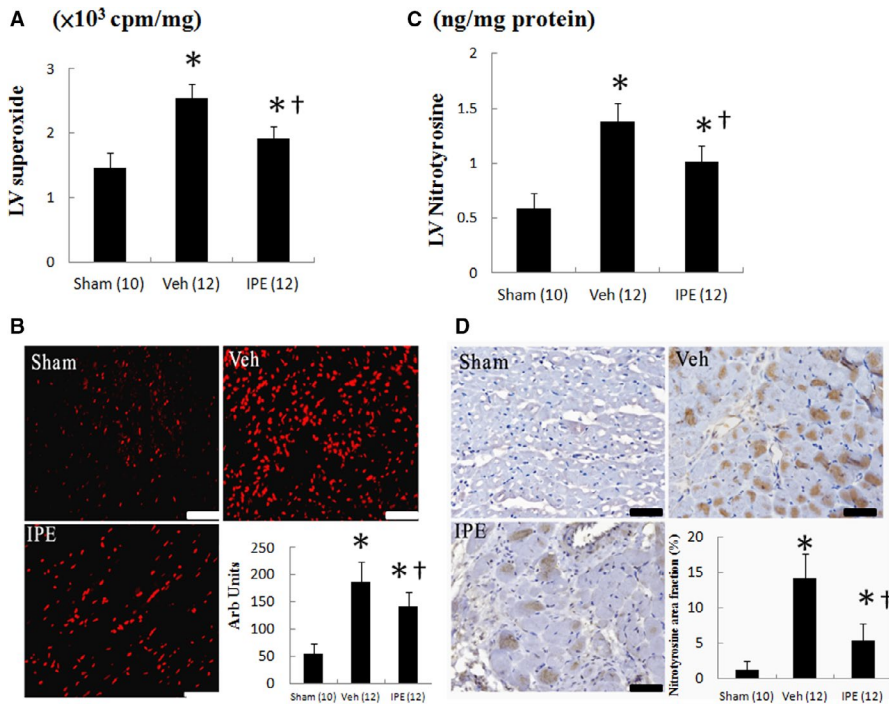 A (×10³ cpm/mg)
LV superoxide
3
2
1
0
*
* †
Sham (10) Veh (12) IPE (12)
C (ng/mg protein)
LV Nitrotyrosine
2
1.5
1
0.5
0
*
* †
Sham (10) Veh (12) IPE (12)
B
Sham
Veh
IPE
Arb Units
250
200
150
100
50
0
*
* †
Sham (10) Veh (12) IPE (12)
D
Sham
Veh
IPE
Nitrotyrosine area fraction (%)
20
15
10
5
0
*
* †
Sham (10) Veh (12) IPE (12)